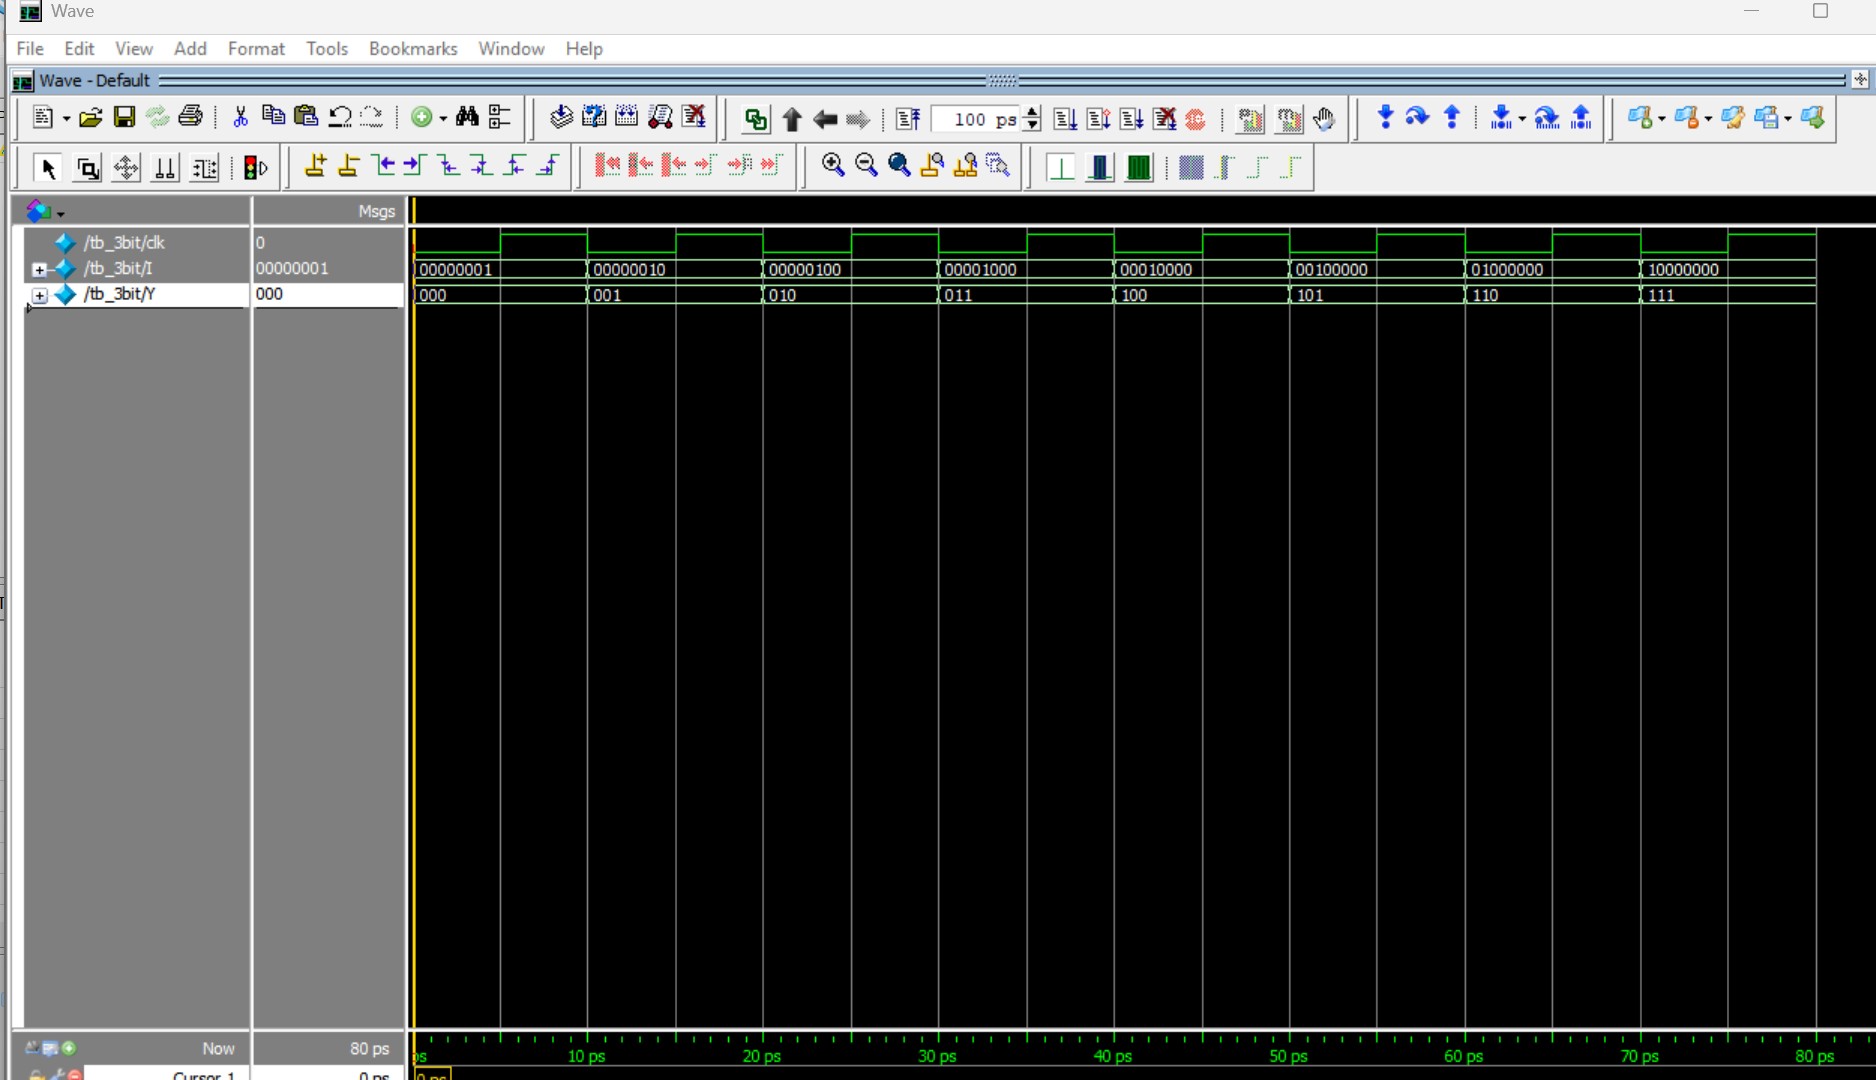 Wave
File Edit View Add Format Tools Bookmarks Window Help
Wave - Default
100 ps
Msgs
/tb_3bit/clk 0
/tb_3bit/I 00000001 00000001 00000010 00000100 00001000 00010000 00100000 01000000 10000000
/tb_3bit/Y 000 000 001 010 011 100 101 110 111
Now 80 ps ps 10 ps 20 ps 30 ps 40 ps 50 ps 60 ps 70 ps 80 ps
Cursor 1 0 ps 0 ps